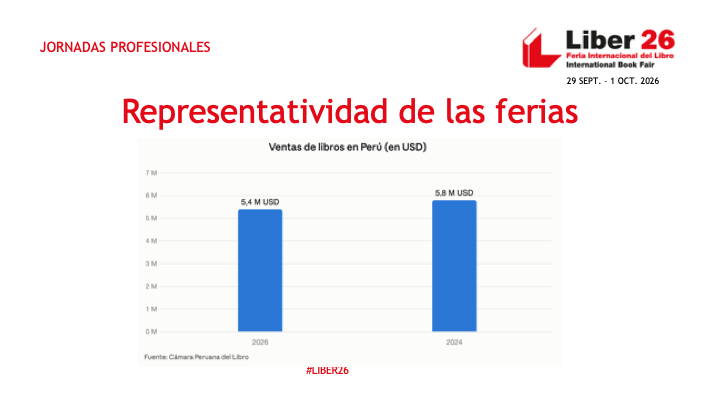 JORNADAS PROFESIONALES
Liber 26
Feria Internacional del Libro
International Book Fair
29 SEPT. - 1 OCT. 2026
Representatividad de las ferias
Ventas de libros en Perú (en USD)
7 M
6 M
5 M
4 M
3 M
2 M
1 M
0 M
5,4 M USD
5,8 M USD
2026
2024
Fuente: Cámara Peruana del Libro
#LIBER26